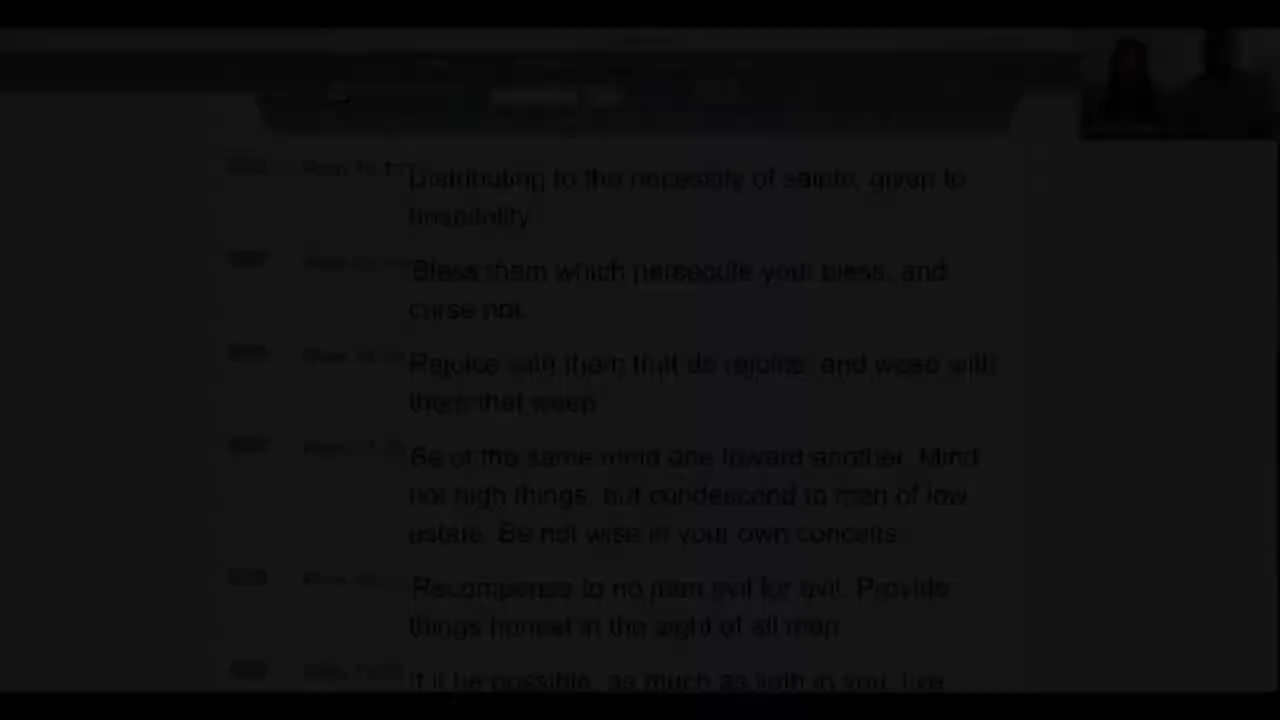 Distributing to the necessity of saints; given to
hospitality.
Bless them which persecute you: bless, and
curse not.
Rejoice with them that do rejoice, and weep with
them that weep.
Be of the same mind one toward another. Mind
not high things, but condescend to men of low
estate. Be not wise in your own conceits.
Recompense to no man evil for evil. Provide
things honest in the sight of all men.
If it be possible, as much as lieth in you, live